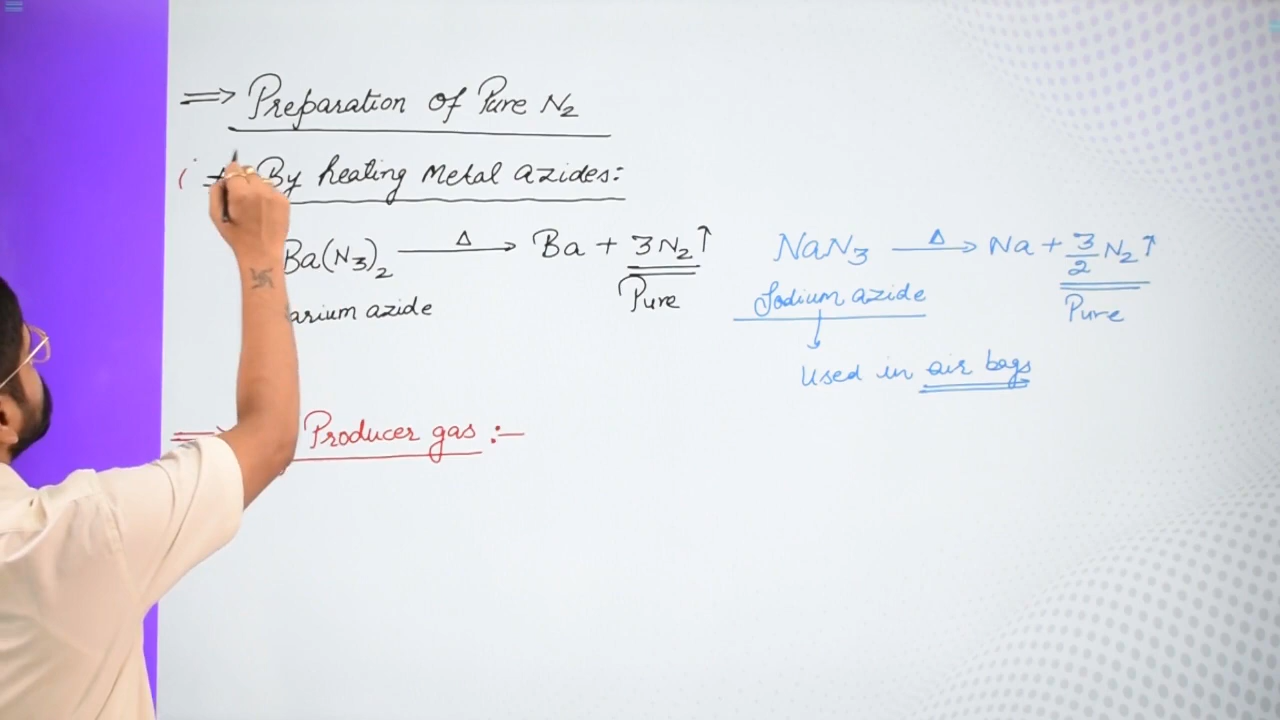 ⇒ Preparation of Pure N₂
i By heating Metal azides:
Ba(N₃)₂ —Δ→ Ba + 3N₂↑
Pure
arium azide
NaN₃ —Δ→ Na + 3/2 N₂↑
Sodium azide
Pure
Used in air bags
⇒ Producer gas :–